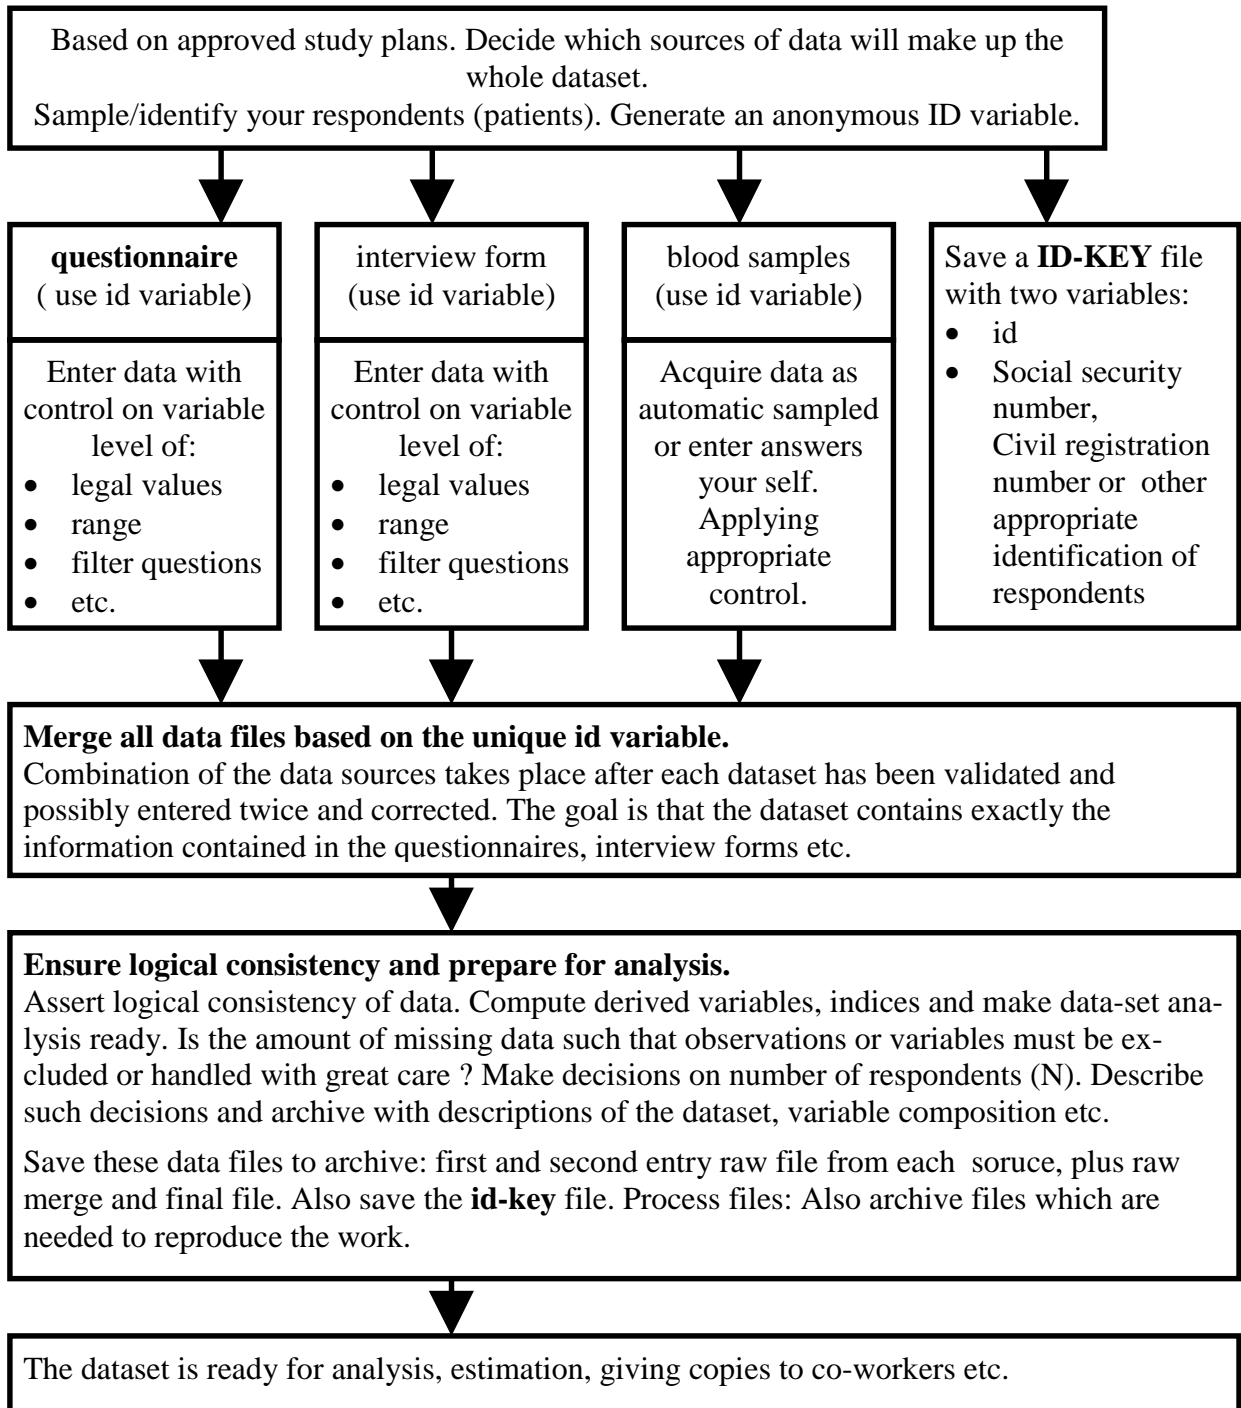 Based on approved study plans. Decide which sources of data will make up the
whole dataset.
Sample/identify your respondents (patients). Generate an anonymous ID variable.
questionnaire
( use id variable)
Enter data with
control on variable
level of:
• legal values
• range
• filter questions
• etc.
interview form
(use id variable)
Enter data with
control on variable
level of:
• legal values
• range
• filter questions
• etc.
blood samples
(use id variable)
Acquire data as
automatic sampled
or enter answers
your self.
Applying
appropriate
control.
Save a ID-KEY file
with two variables:
• id
• Social security
number,
Civil registration
number or other
appropriate
identification of
respondents
Merge all data files based on the unique id variable.
Combination of the data sources takes place after each dataset has been validated and
possibly entered twice and corrected. The goal is that the dataset contains exactly the
information contained in the questionnaires, interview forms etc.
Ensure logical consistency and prepare for analysis.
Assert logical consistency of data. Compute derived variables, indices and make data-set ana-
lysis ready. Is the amount of missing data such that observations or variables must be ex-
cluded or handled with great care ? Make decisions on number of respondents (N). Describe
such decisions and archive with descriptions of the dataset, variable composition etc.
Save these data files to archive: first and second entry raw file from each soruce, plus raw
merge and final file. Also save the id-key file. Process files: Also archive files which are
needed to reproduce the work.
The dataset is ready for analysis, estimation, giving copies to co-workers etc.